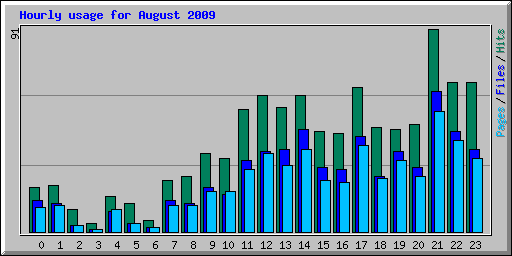 Hourly usage for August 2009
91
Pages / Files / Hits
0 1 2 3 4 5 6 7 8 9 10 11 12 13 14 15 16 17 18 19 20 21 22 23